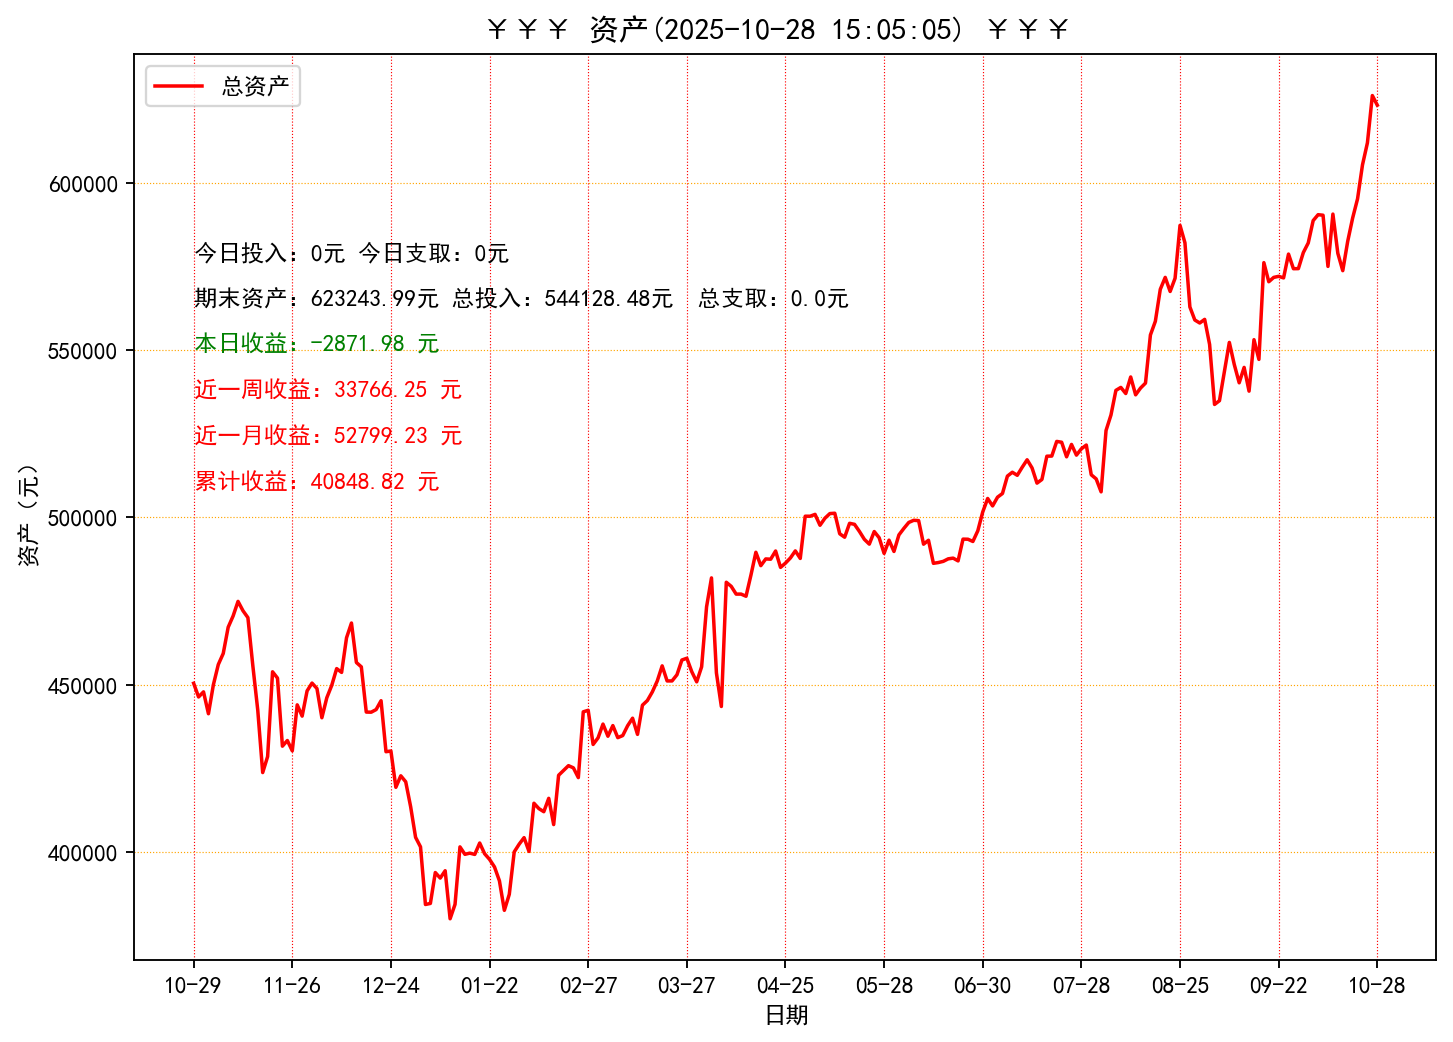 ￥￥￥ 资产(2025-10-28 15:05:05) ￥￥￥
总资产
600000
550000
500000
450000
400000
资产（元）
今日投入：0元 今日支取：0元
期末资产：623243.99元 总投入：544128.48元  总支取：0.0元
本日收益：-2871.98 元
近一周收益：33766.25 元
近一月收益：52799.23 元
累计收益：40848.82 元
10-29 11-26 12-24 01-22 02-27 03-27 04-25 05-28 06-30 07-28 08-25 09-22 10-28
日期